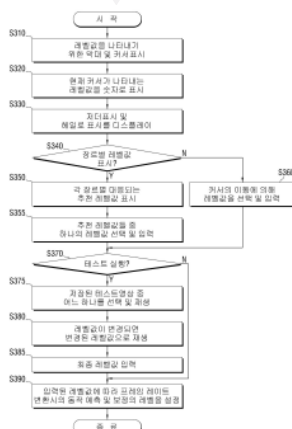 시 작
S310
레벨값을 나타내기
위한 막대 및 커서표시
S320
현재 커서가 나타내는
레벨값을 숫자로 표시
S330
저더표시 및
헤일로 표시를 디스플레이
S340
장르별 레벨값
표시?
N
Y
S350
각 장르별 대응되는
추천 레벨값 표시
S360
커서의 이동에 의해
레벨값을 선택 및 입력
S355
추천 레벨값들 중
하나의 레벨값 선택 및 입력
S370
테스트 실행?
N
Y
S375
저장된 테스트영상 중
어느 하나를 선택 및 재생
S380
레벨값이 변경되면
변경된 레벨값으로 재생
S385
최종 레벨값 입력
S390
입력된 레벨값에 따라 프레임 레이트
변환시의 동작 예측 및 보정의 레벨을 설정
종 료